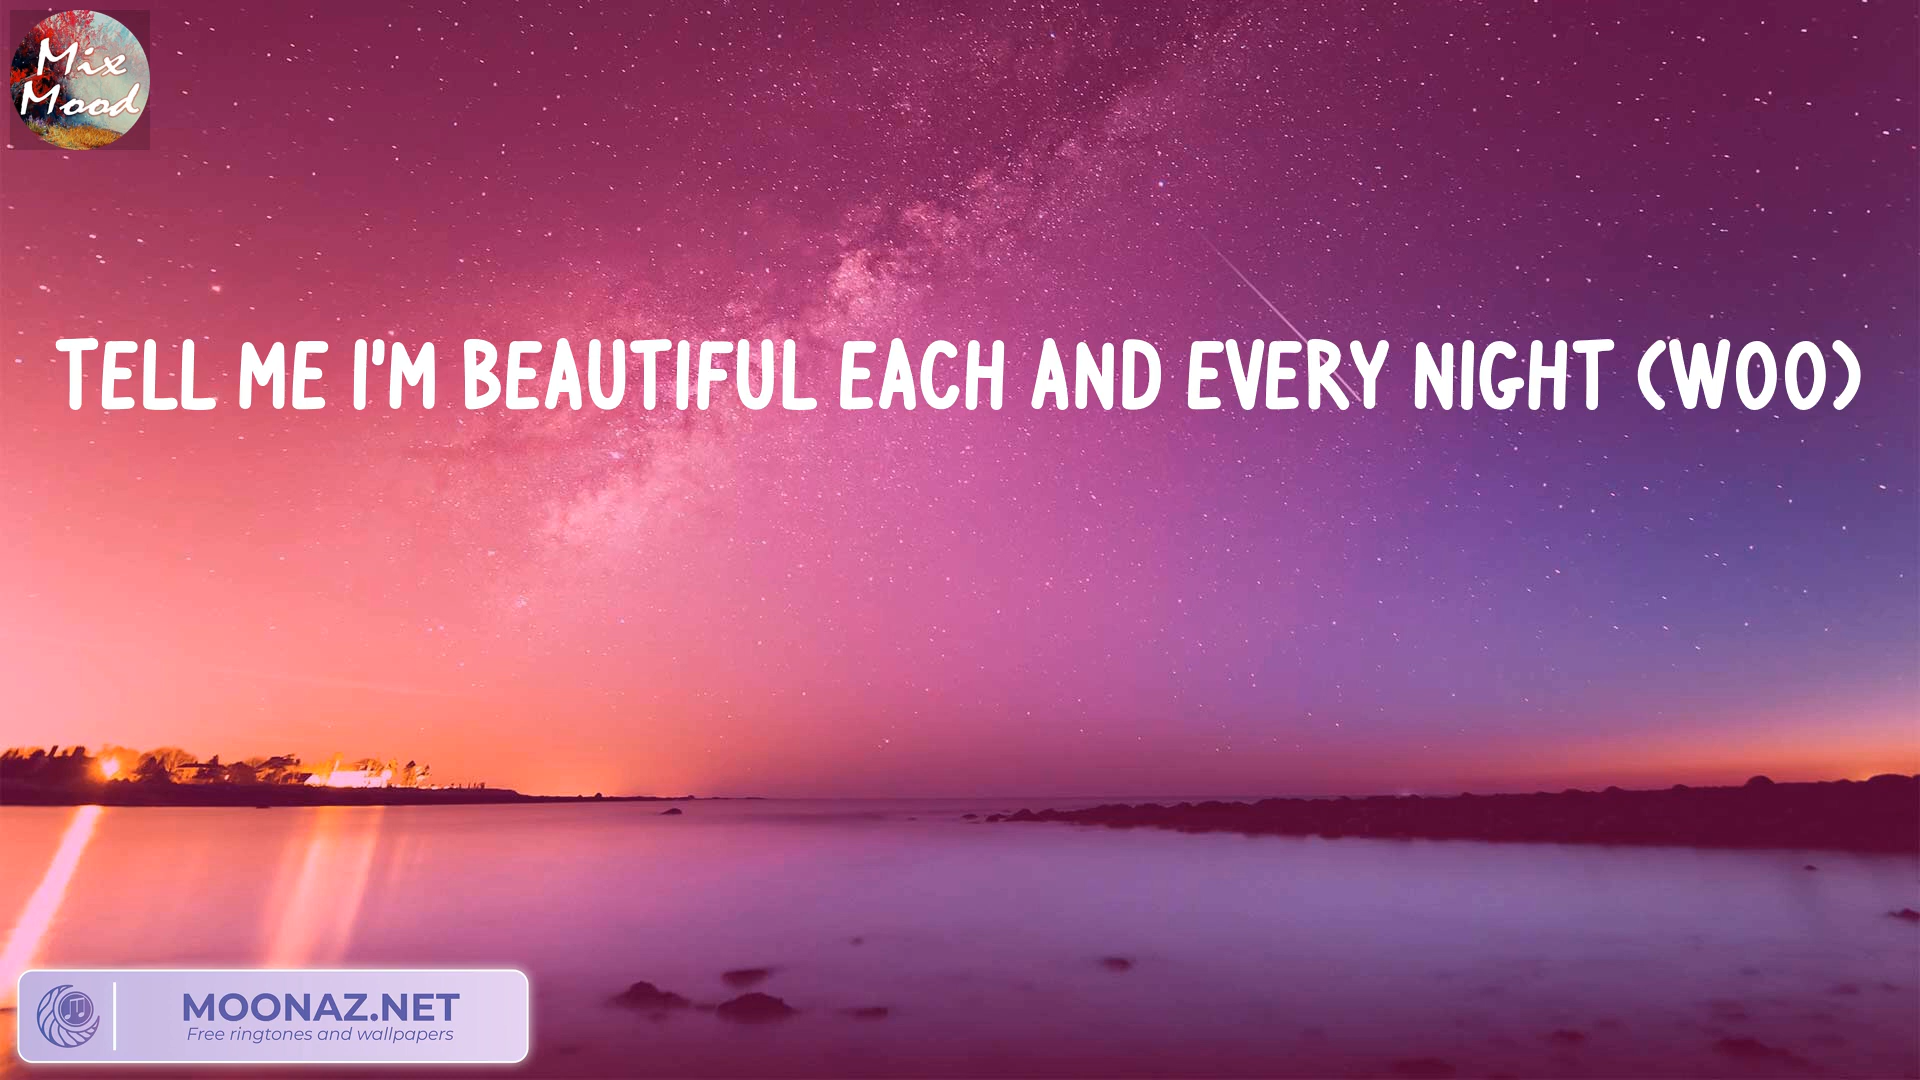 Mix
Mood
TELL ME I'M BEAUTIFUL EACH AND EVERY NIGHT (WOO)
MOONAZ.NET
Free ringtones and wallpapers